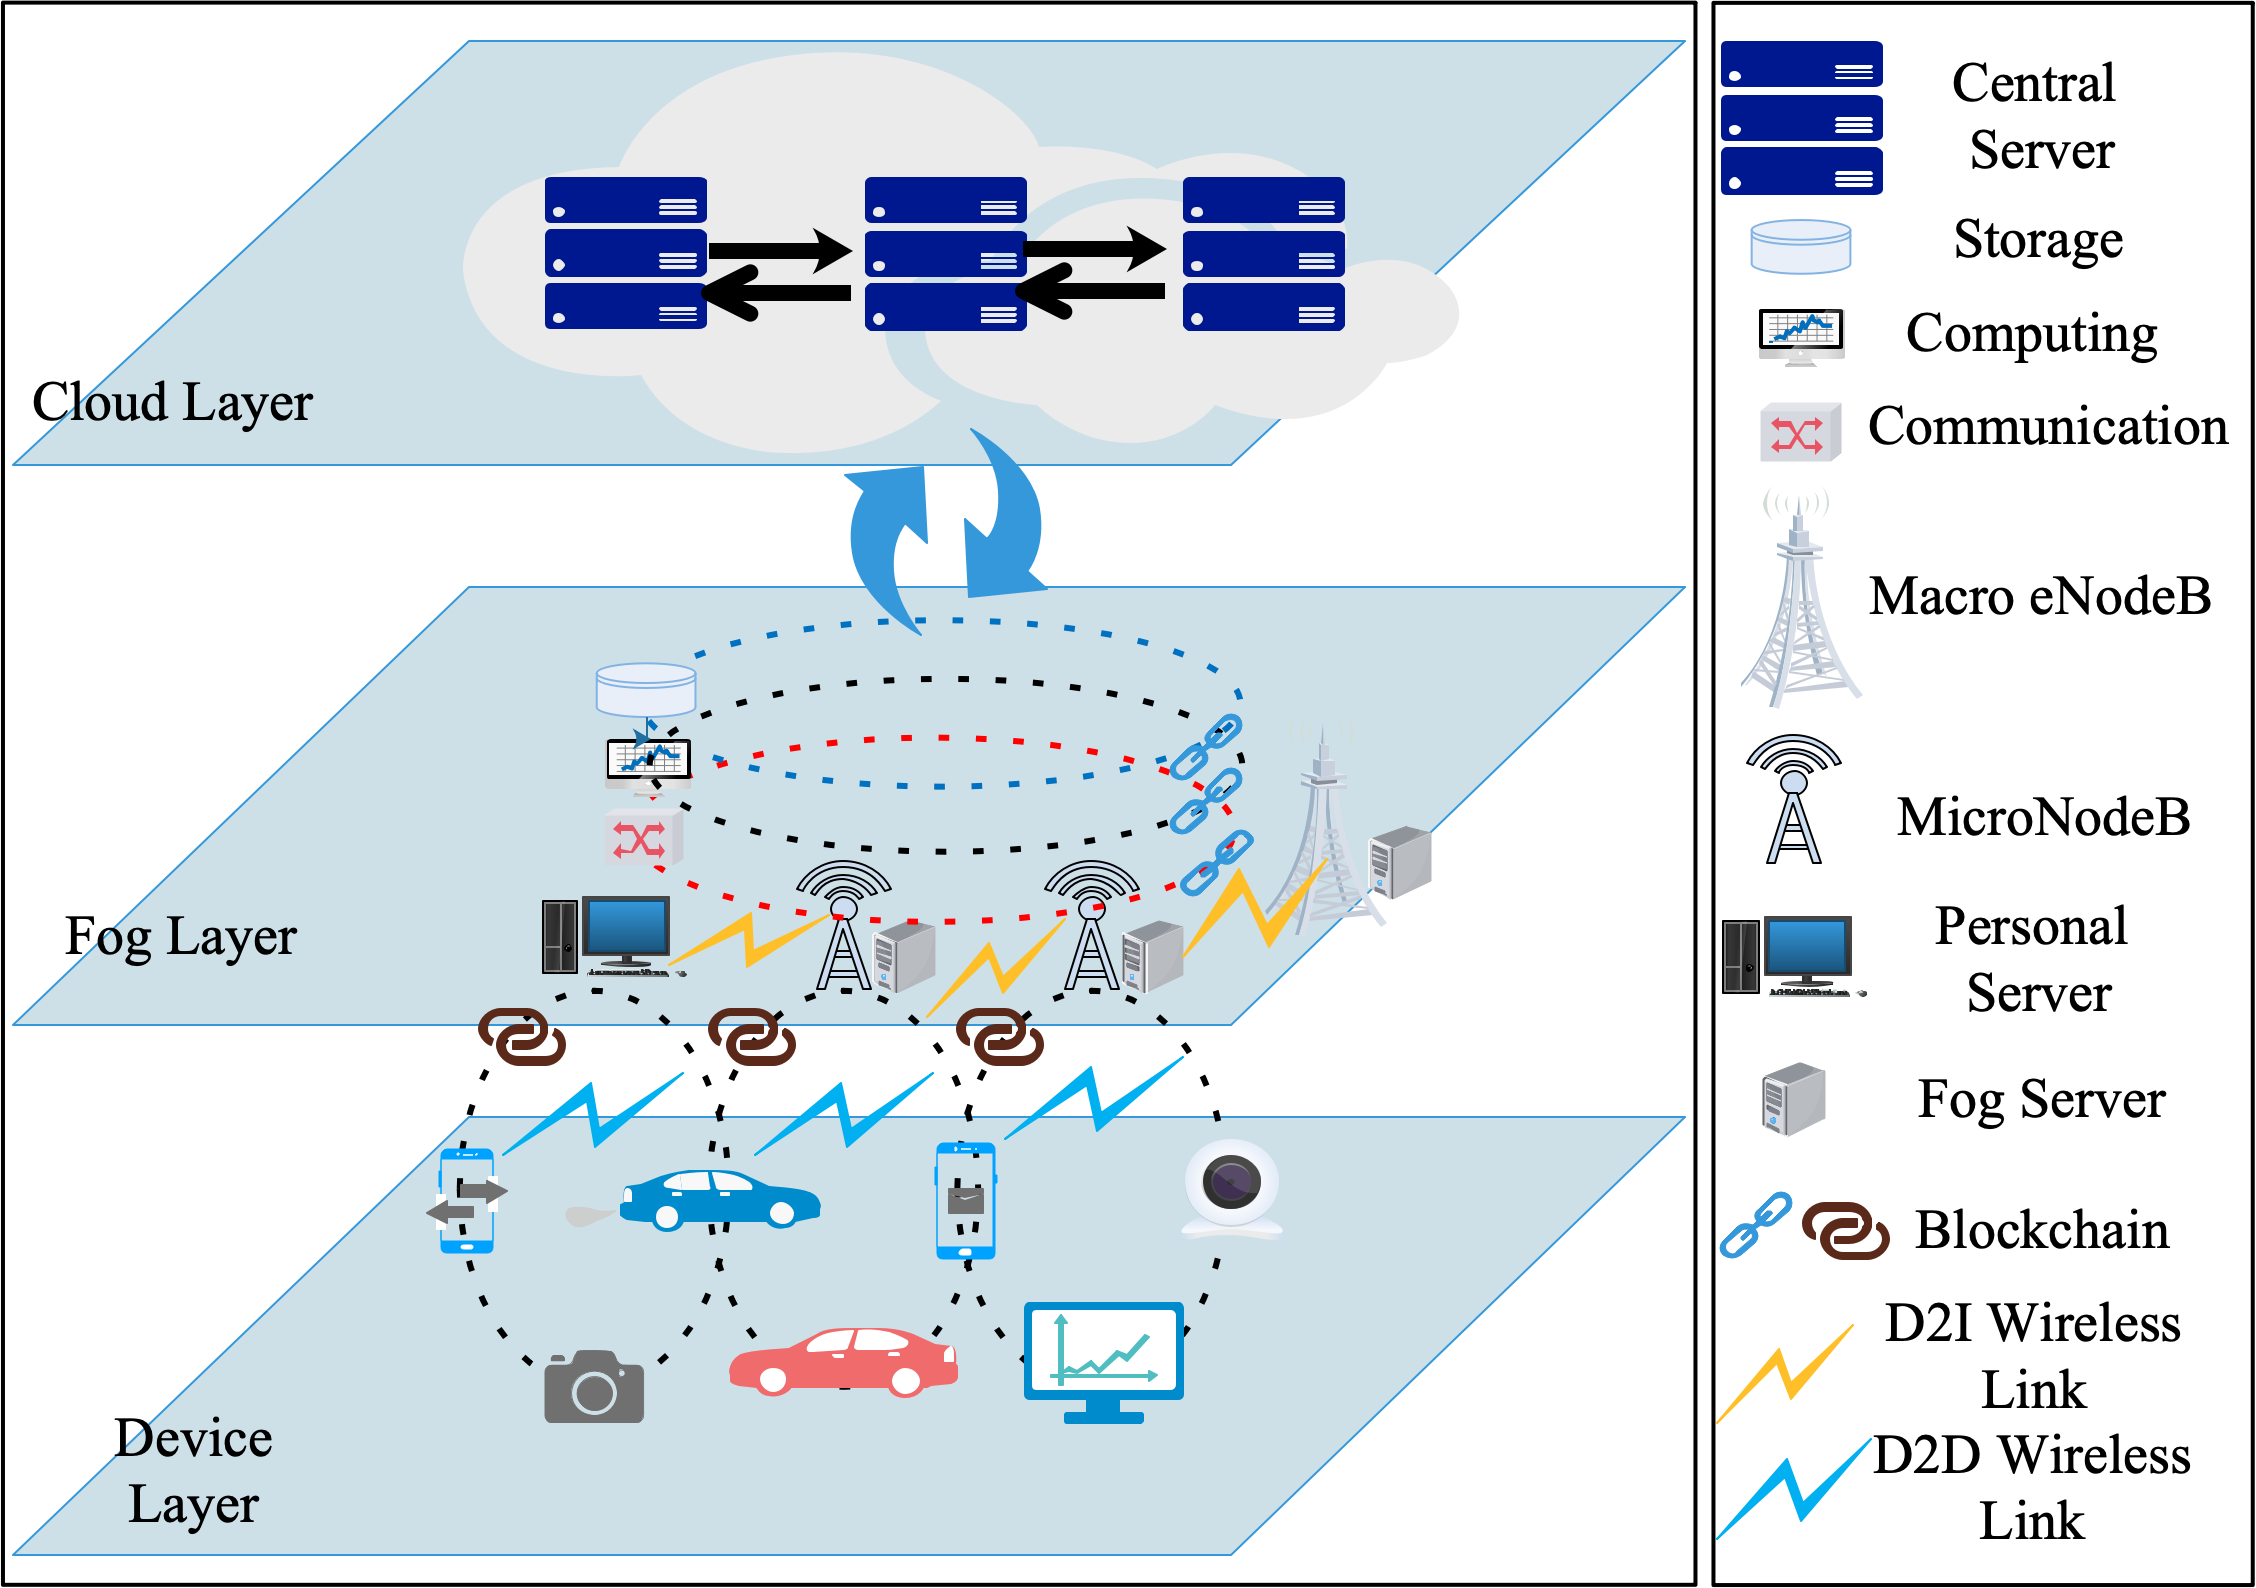 Cloud Layer
Fog Layer
Device
Layer
Central
Server
Storage
Computing
Communication
Macro eNodeB
MicroNodeB
Personal
Server
Fog Server
Blockchain
D2I Wireless
Link
D2D Wireless
Link